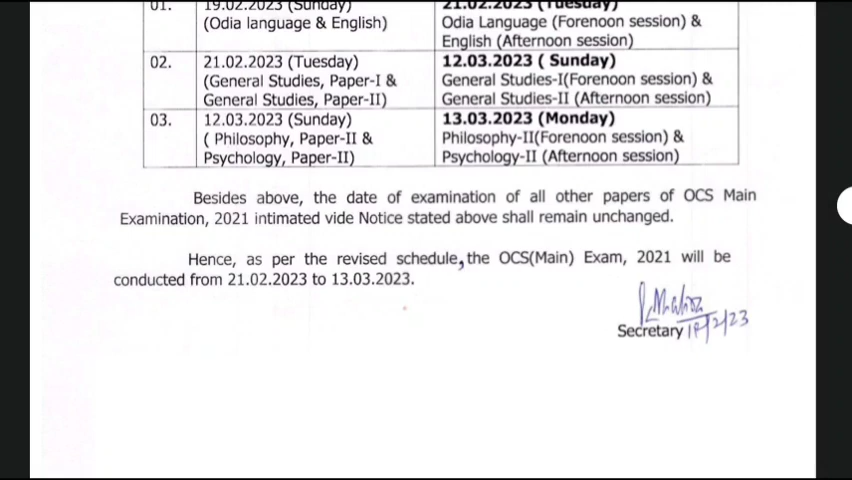 01. 19.02.2023 (Sunday) 21.02.2023 (Tuesday)
(Odia language & English) Odia Language (Forenoon session) &
English (Afternoon session)
02. 21.02.2023 (Tuesday) 12.03.2023 ( Sunday)
(General Studies, Paper-I & General Studies-I(Forenoon session) &
General Studies, Paper-II) General Studies-II (Afternoon session)
03. 12.03.2023 (Sunday) 13.03.2023 (Monday)
( Philosophy, Paper-II & Philosophy-II(Forenoon session) &
Psychology, Paper-II) Psychology-II (Afternoon session)
Besides above, the date of examination of all other papers of OCS Main
Examination, 2021 intimated vide Notice stated above shall remain unchanged.
Hence, as per the revised schedule, the OCS(Main) Exam, 2021 will be
conducted from 21.02.2023 to 13.03.2023.
Secretary